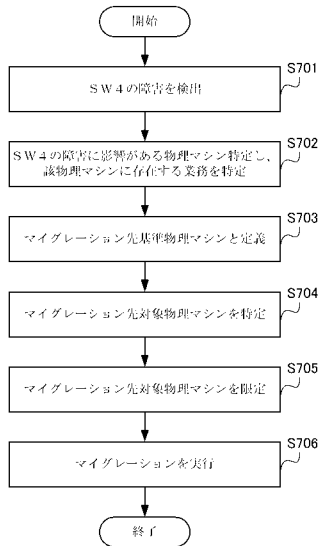 開始
S701
SW4の障害を検出
S702
SW4の障害に影響がある物理マシン特定し、
該物理マシンに存在する業務を特定
S703
マイグレーション先基準物理マシンと定義
S704
マイグレーション先対象物理マシンを特定
S705
マイグレーション先対象物理マシンを限定
S706
マイグレーションを実行
終了